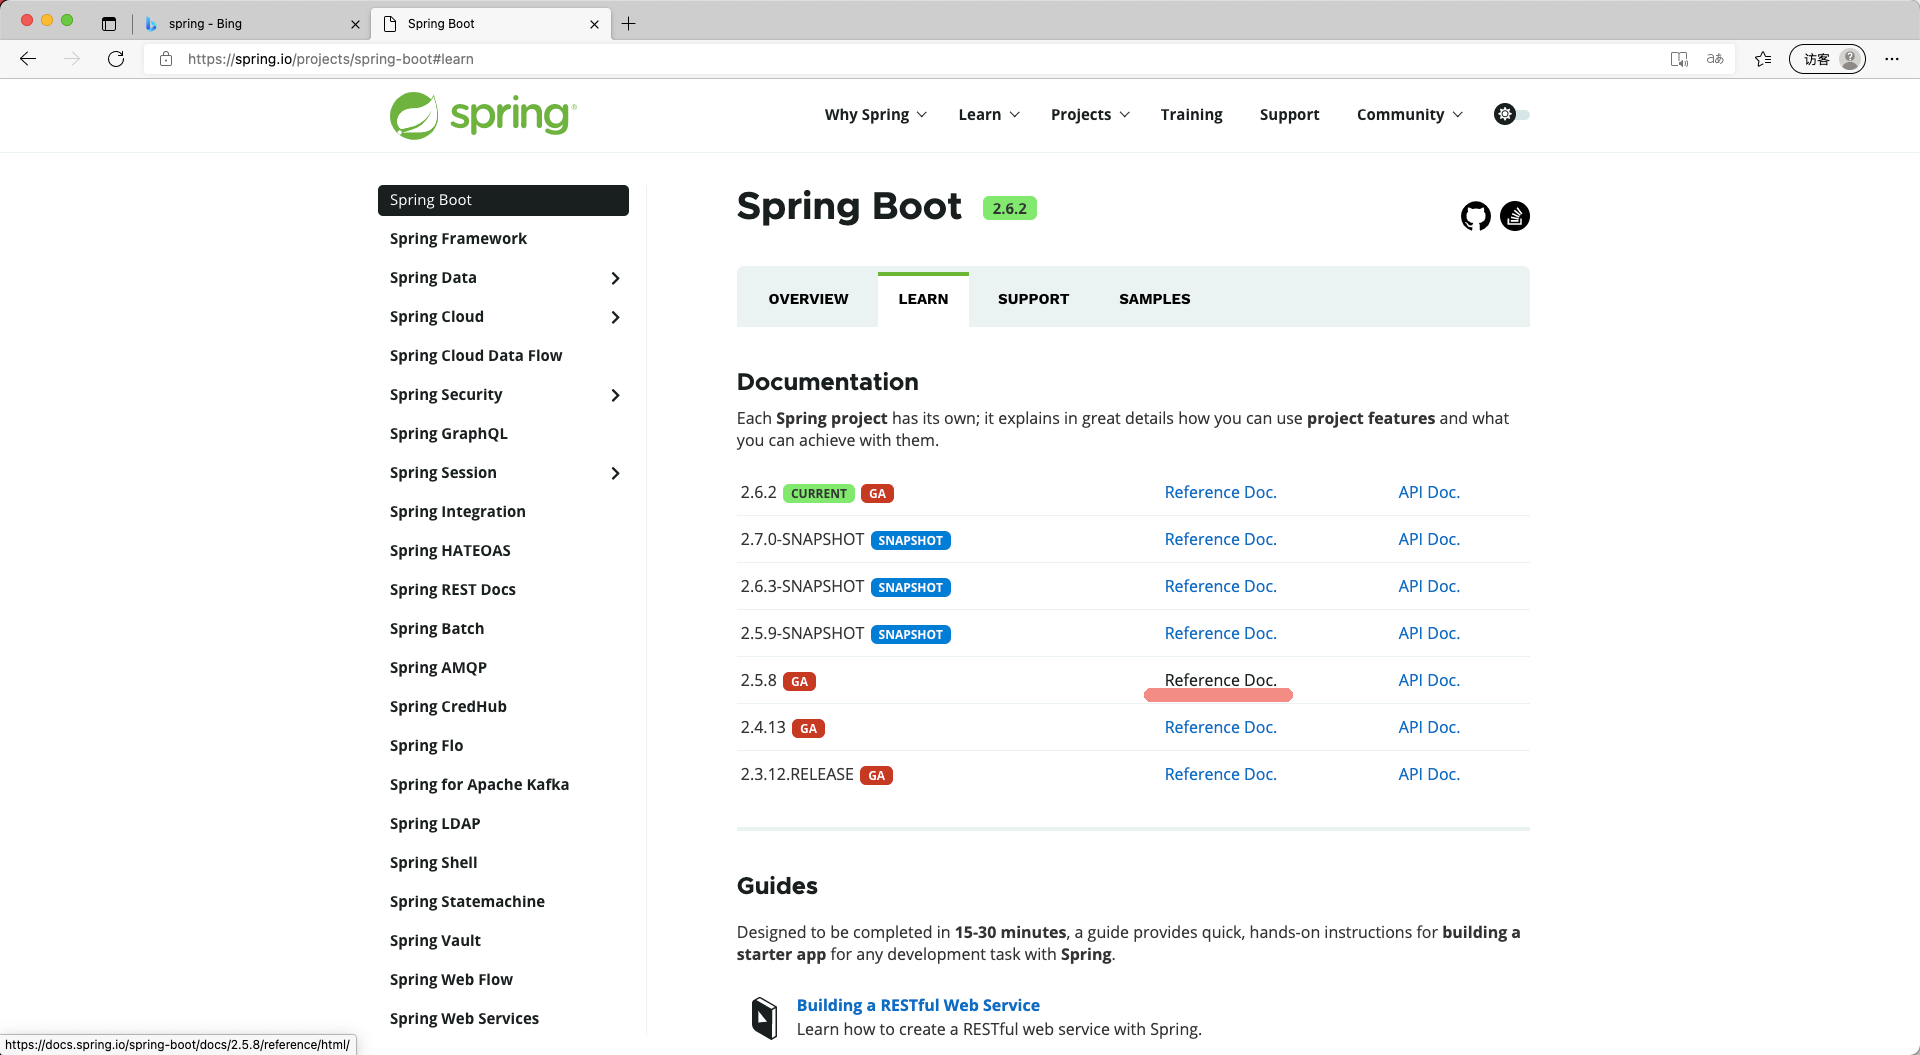 spring - Bing
Spring Boot
https://spring.io/projects/spring-boot#learn
aあ
访客
spring®
Why Spring
Learn
Projects
Training
Support
Community
Spring Boot
Spring Framework
Spring Data
Spring Cloud
Spring Cloud Data Flow
Spring Security
Spring GraphQL
Spring Session
Spring Integration
Spring HATEOAS
Spring REST Docs
Spring Batch
Spring AMQP
Spring CredHub
Spring Flo
Spring for Apache Kafka
Spring LDAP
Spring Shell
Spring Statemachine
Spring Vault
Spring Web Flow
Spring Web Services
Spring Boot 2.6.2
OVERVIEW LEARN SUPPORT SAMPLES
Documentation
Each Spring project has its own; it explains in great details how you can use project features and what
you can achieve with them.
2.6.2 CURRENT GA Reference Doc. API Doc.
2.7.0-SNAPSHOT SNAPSHOT Reference Doc. API Doc.
2.6.3-SNAPSHOT SNAPSHOT Reference Doc. API Doc.
2.5.9-SNAPSHOT SNAPSHOT Reference Doc. API Doc.
2.5.8 GA Reference Doc. API Doc.
2.4.13 GA Reference Doc. API Doc.
2.3.12.RELEASE GA Reference Doc. API Doc.
Guides
Designed to be completed in 15-30 minutes, a guide provides quick, hands-on instructions for building a
starter app for any development task with Spring.
Building a RESTful Web Service
Learn how to create a RESTful web service with Spring.
https://docs.spring.io/spring-boot/docs/2.5.8/reference/html/